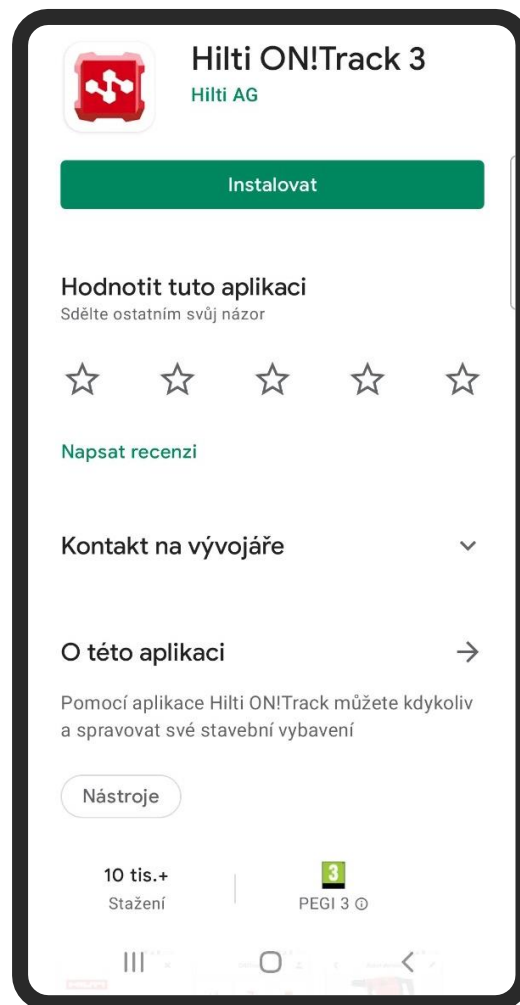 Hilti ON!Track 3
Hilti AG
Instalovat
Hodnotit tuto aplikaci
Sdělte ostatním svůj názor
Napsat recenzi
Kontakt na vývojáře
O této aplikaci
Pomocí aplikace Hilti ON!Track můžete kdykoliv
a spravovat své stavební vybavení
Nástroje
10 tis.+
Stažení
3
PEGI 3